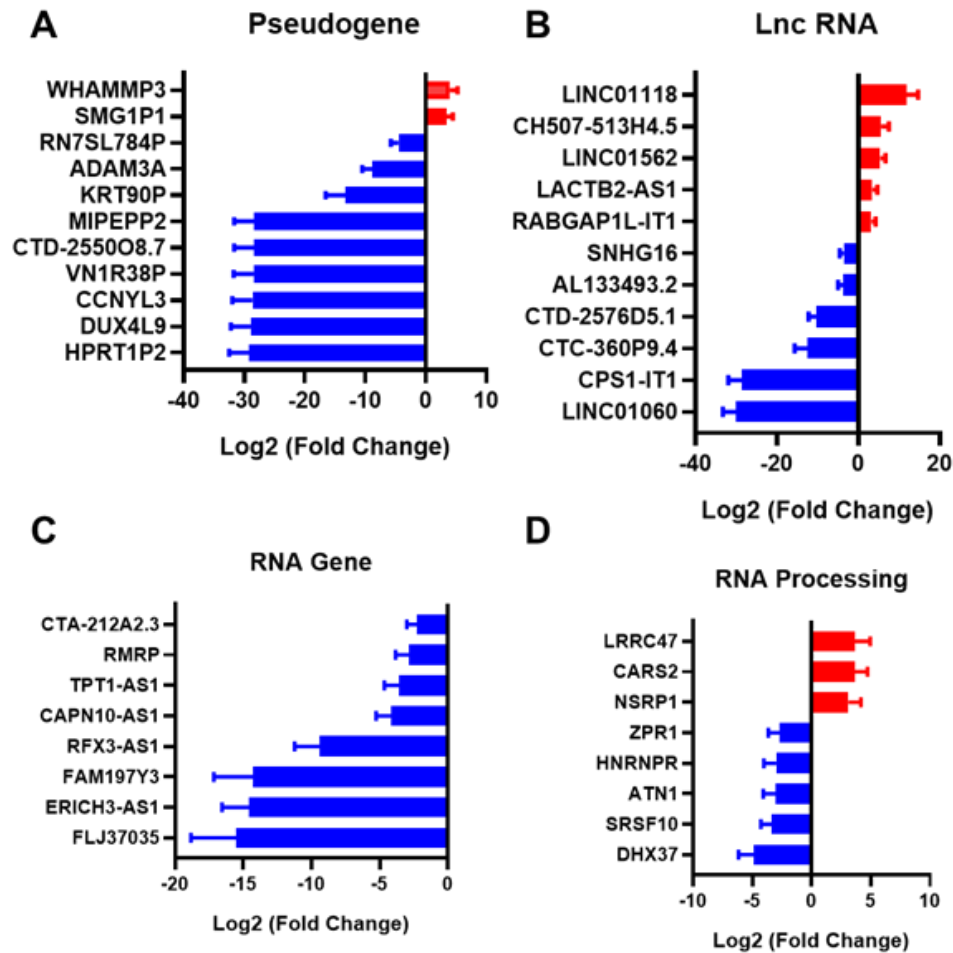 A
Pseudogene
WHAMMP3
SMG1P1
RN7SL784P
ADAM3A
KRT90P
MIPEPP2
CTD-2550O8.7
VN1R38P
CCNYL3
DUX4L9
HPRT1P2
-40 -30 -20 -10 0 10
Log2 (Fold Change)
B
Lnc RNA
LINC01118
CH507-513H4.5
LINC01562
LACTB2-AS1
RABGAP1L-IT1
SNHG16
AL133493.2
CTD-2576D5.1
CTC-360P9.4
CPS1-IT1
LINC01060
-40 -20 0 20
Log2 (Fold Change)
C
RNA Gene
CTA-212A2.3
RMRP
TPT1-AS1
CAPN10-AS1
RFX3-AS1
FAM197Y3
ERICH3-AS1
FLJ37035
-20 -15 -10 -5 0
Log2 (Fold Change)
D
RNA Processing
LRRC47
CARS2
NSRP1
ZPR1
HNRNPR
ATN1
SRSF10
DHX37
-10 -5 0 5 10
Log2 (Fold Change)